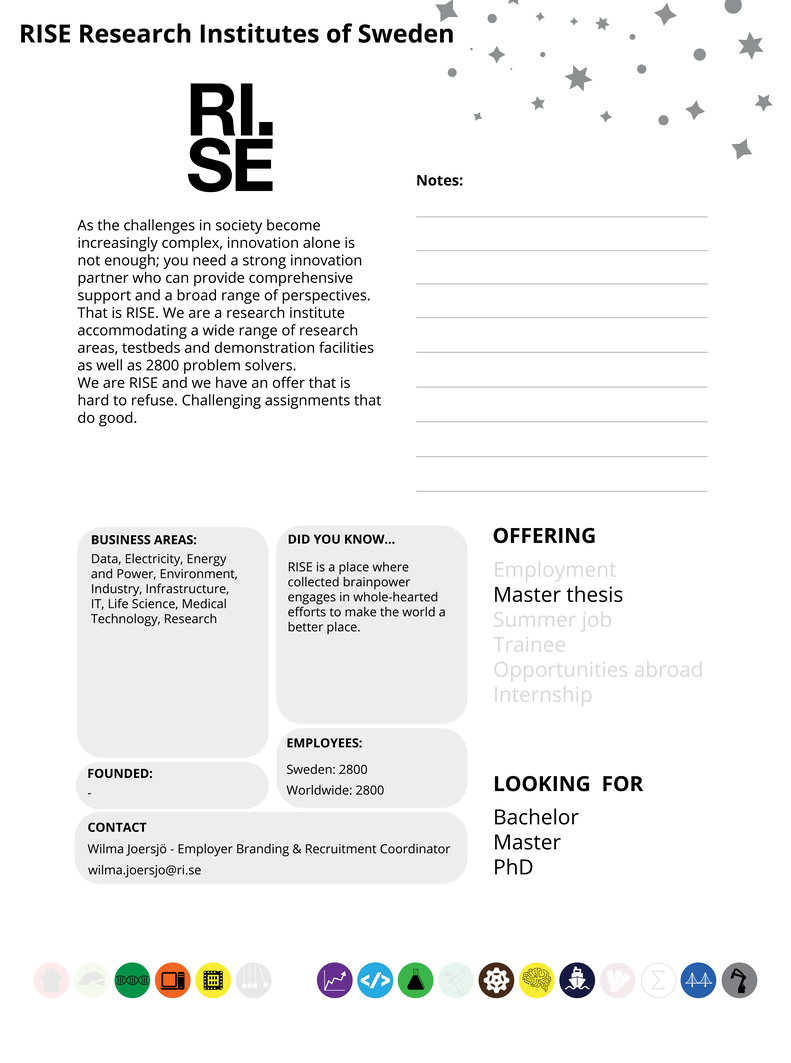 RISE Research Institutes of Sweden
RI.
SE
As the challenges in society become
increasingly complex, innovation alone is
not enough; you need a strong innovation
partner who can provide comprehensive
support and a broad range of perspectives.
That is RISE. We are a research institute
accommodating a wide range of research
areas, testbeds and demonstration facilities
as well as 2800 problem solvers.
We are RISE and we have an offer that is
hard to refuse. Challenging assignments that
do good.
Notes:
BUSINESS AREAS:
Data, Electricity, Energy
and Power, Environment,
Industry, Infrastructure,
IT, Life Science, Medical
Technology, Research
DID YOU KNOW...
RISE is a place where
collected brainpower
engages in whole-hearted
efforts to make the world a
better place.
FOUNDED:
-
EMPLOYEES:
Sweden: 2800
Worldwide: 2800
CONTACT
Wilma Joersjö - Employer Branding & Recruitment Coordinator
wilma.joersjo@ri.se
OFFERING
Employment
Master thesis
Summer job
Trainee
Opportunities abroad
Internship
LOOKING FOR
Bachelor
Master
PhD
</> Σ